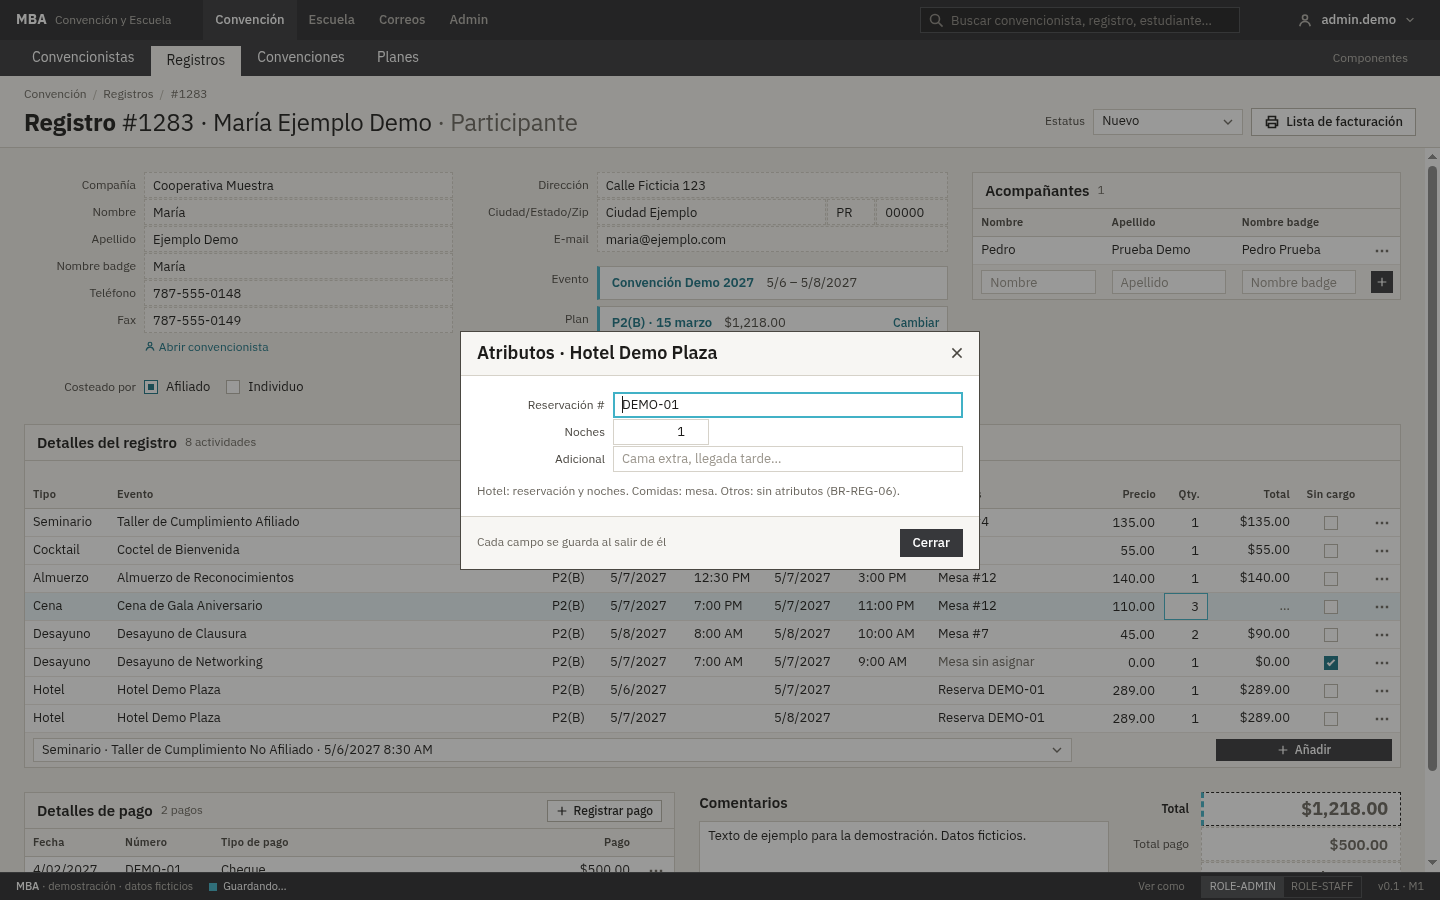 MBA Convención y Escuela Convención Escuela Correos Admin Buscar convencionista, registro, estudiante... admin.demo
Convencionistas Registros Convenciones Planes Componentes
Convención / Registros / #1283
Registro #1283 · María Ejemplo Demo · Participante Estatus Nuevo Lista de facturación
Compañía Cooperativa Muestra Dirección Calle Ficticia 123 Acompañantes 1
Nombre María Ciudad/Estado/Zip Ciudad Ejemplo PR 00000 Nombre Apellido Nombre badge
Apellido Ejemplo Demo E-mail maria@ejemplo.com Pedro Prueba Demo Pedro Prueba ...
Nombre badge María Evento Convención Demo 2027 5/6 – 5/8/2027 Nombre Apellido Nombre badge +
Teléfono 787-555-0148
Fax 787-555-0149 Plan P2(B) · 15 marzo $1,218.00 Cambiar
Abrir convencionista
Costeado por Afiliado Individuo
Atributos · Hotel Demo Plaza ×
Reservación # DEMO-01
Noches 1
Adicional Cama extra, llegada tarde...
Hotel: reservación y noches. Comidas: mesa. Otros: sin atributos (BR-REG-06).
Cada campo se guarda al salir de él Cerrar
Detalles del registro 8 actividades
Tipo Evento s Precio Qty. Total Sin cargo
Seminario Taller de Cumplimiento Afiliado 4 135.00 1 $135.00 ...
Cocktail Coctel de Bienvenida 55.00 1 $55.00 ...
Almuerzo Almuerzo de Reconocimientos P2(B) 5/7/2027 12:30 PM 5/7/2027 3:00 PM Mesa #12 140.00 1 $140.00 ...
Cena Cena de Gala Aniversario P2(B) 5/7/2027 7:00 PM 5/7/2027 11:00 PM Mesa #12 110.00 3 ... ...
Desayuno Desayuno de Clausura P2(B) 5/8/2027 8:00 AM 5/8/2027 10:00 AM Mesa #7 45.00 2 $90.00 ...
Desayuno Desayuno de Networking P2(B) 5/7/2027 7:00 AM 5/7/2027 9:00 AM Mesa sin asignar 0.00 1 $0.00 ...
Hotel Hotel Demo Plaza P2(B) 5/6/2027 5/7/2027 Reserva DEMO-01 289.00 1 $289.00 ...
Hotel Hotel Demo Plaza P2(B) 5/7/2027 5/8/2027 Reserva DEMO-01 289.00 1 $289.00 ...
Seminario · Taller de Cumplimiento No Afiliado · 5/6/2027 8:30 AM + Añadir
Detalles de pago 2 pagos + Registrar pago Comentarios Total $1,218.00
Fecha Número Tipo de pago Pago Texto de ejemplo para la demostración. Datos ficticios. Total pago $500.00
4/02/2027 DEMO-01 Cheque $500.00 ...
MBA · demostración · datos ficticios Guardando... Ver como ROLE-ADMIN ROLE-STAFF v0.1 · M1